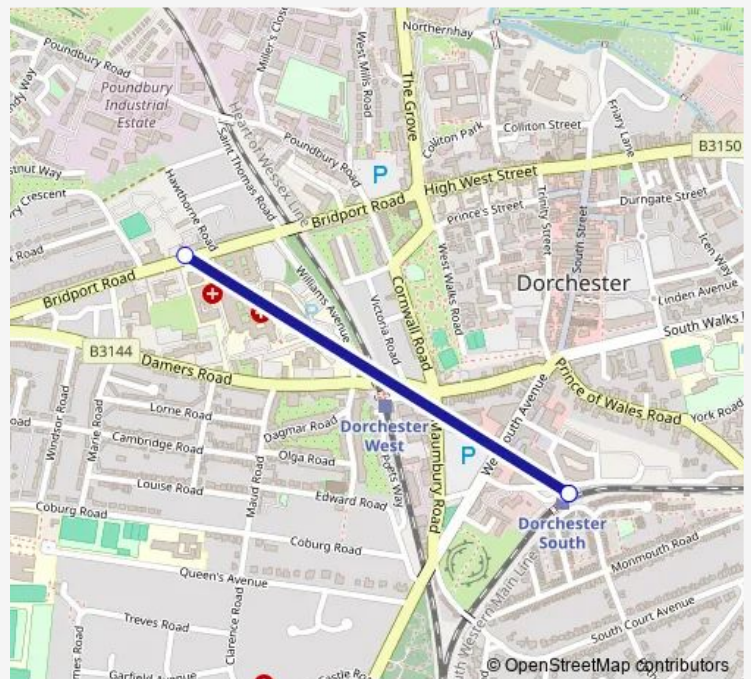 Northernhay
Poundbury Road
Miller's Close
West Mills Road
The Grove
Poundbury
Industrial
Estate
Heart of Wessex Line
Saint Thomas Road
Poundbury Road
Colliton Park
Colliton Street
Friary Lane
B3150
P
High West Street
Hawthorne Road
Bridport Road
Prince's Street
Trinity Street
South Street
Durngate Street
Icen Way
West Walks Road
Cornwall Road
Williams Avenue
Victoria Road
Dorchester
Linden Avenue
Bridport Road
P
South Walks
B3144
Damers Road
Prince of Wales Road
York Road
Windsor Road
Marie Road
Lorne Road
Dagmar Road
Dorchester
West
Maumbury Road
South Avenue
Cambridge Road
Olga Road
P
Maud Road
Louise Road
Edward Road
Coburg Road
Dorchester
South
Coburg Road
Monmouth Road
Queen's Avenue
Clarence Road
South Western Main Line
South Court Avenue
Treves Road
Garfield Avenue
Castle Road
© OpenStreetMap contributors